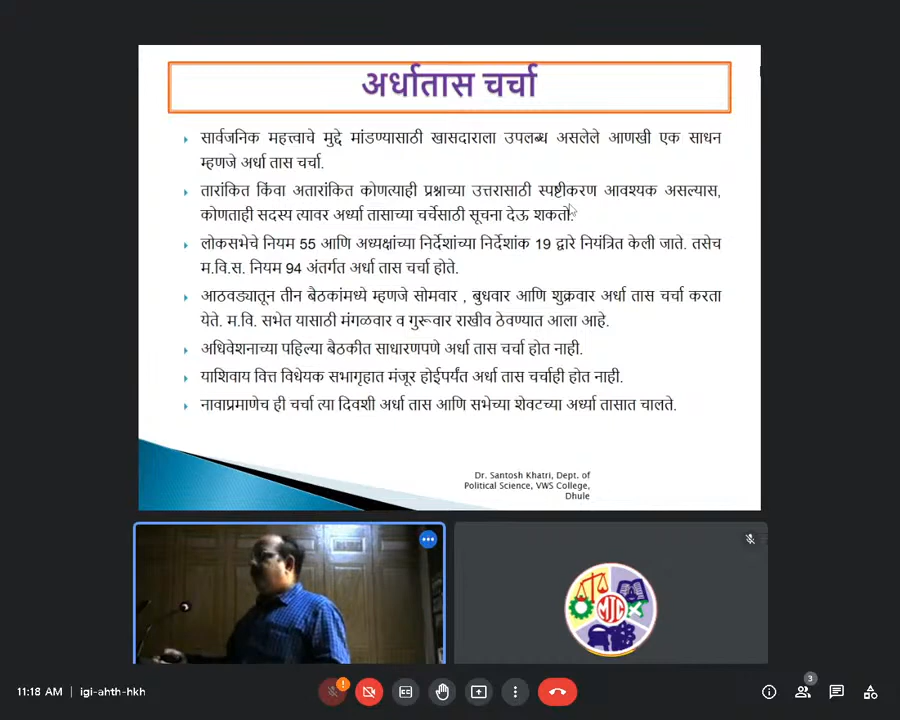 अर्धातास चर्चा
सार्वजनिक महत्त्वाचे मुद्दे मांडण्यासाठी खासदाराला उपलब्ध असलेले आणखी एक साधन
म्हणजे अर्धा तास चर्चा.
तारांकित किंवा अतारांकित कोणत्याही प्रश्नाच्या उत्तरासाठी स्पष्टीकरण आवश्यक असल्यास,
कोणताही सदस्य त्यावर अर्ध्या तासाच्या चर्चेसाठी सूचना देऊ शकतो.
लोकसभेचे नियम 55 आणि अध्यक्षांच्या निर्देशांच्या निर्देशांक 19 द्वारे नियंत्रित केली जाते. तसेच
म.वि.स. नियम 94 अंतर्गत अर्धा तास चर्चा होते.
आठवड्यातून तीन बैठकांमध्ये म्हणजे सोमवार , बुधवार आणि शुक्रवार अर्धा तास चर्चा करता
येते. म.वि. सभेत यासाठी मंगळवार व गुरूवार राखीव ठेवण्यात आला आहे.
अधिवेशनाच्या पहिल्या बैठकीत साधारणपणे अर्धा तास चर्चा होत नाही.
याशिवाय वित्त विधेयक सभागृहात मंजूर होईपर्यंत अर्धा तास चर्चाही होत नाही.
नावाप्रमाणेच ही चर्चा त्या दिवशी अर्धा तास आणि सभेच्या शेवटच्या अर्ध्या तासात चालते.
Dr. Santosh Khatri, Dept. of
Political Science, VWS College,
Dhule
MJC
11:18 AM | igi-ahth-hkh
3